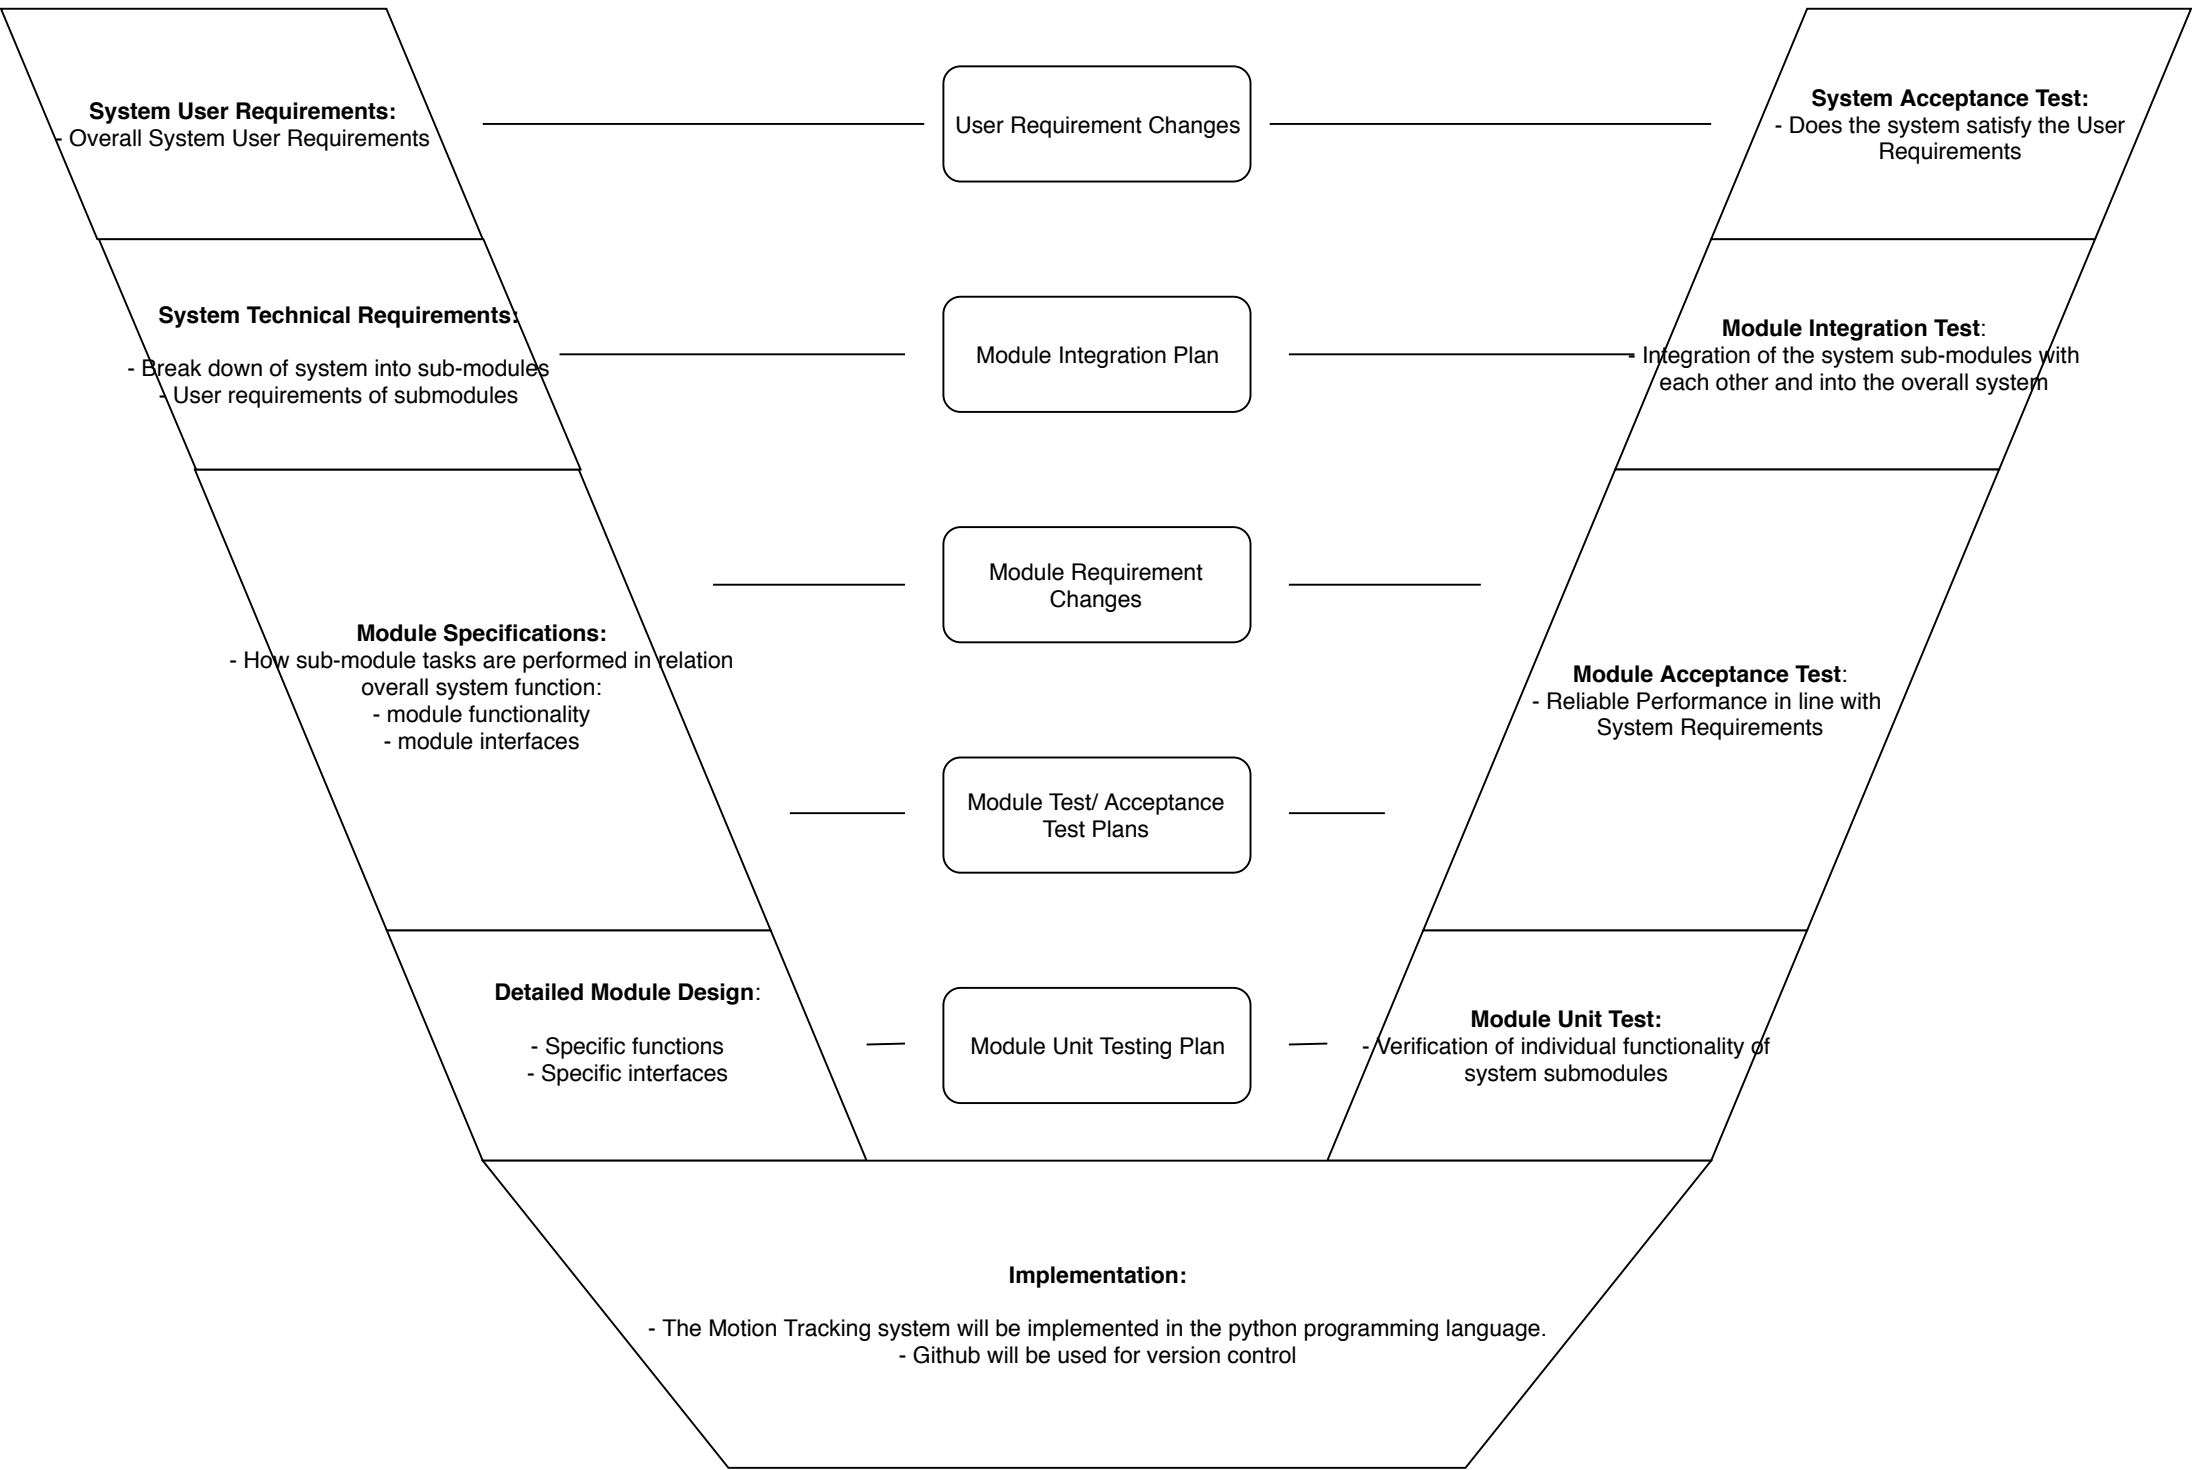 System User Requirements:
- Overall System User Requirements
User Requirement Changes
System Acceptance Test:
- Does the system satisfy the User
Requirements
System Technical Requirements:
- Break down of system into sub-modules
- User requirements of submodules
Module Integration Plan
Module Integration Test:
- Integration of the system sub-modules with
each other and into the overall system
Module Requirement
Changes
Module Specifications:
- How sub-module tasks are performed in relation
overall system function:
- module functionality
- module interfaces
Module Test/ Acceptance
Test Plans
Module Acceptance Test:
- Reliable Performance in line with
System Requirements
Detailed Module Design:
- Specific functions
- Specific interfaces
Module Unit Testing Plan
Module Unit Test:
- Verification of individual functionality of
system submodules
Implementation:
- The Motion Tracking system will be implemented in the python programming language.
- Github will be used for version control